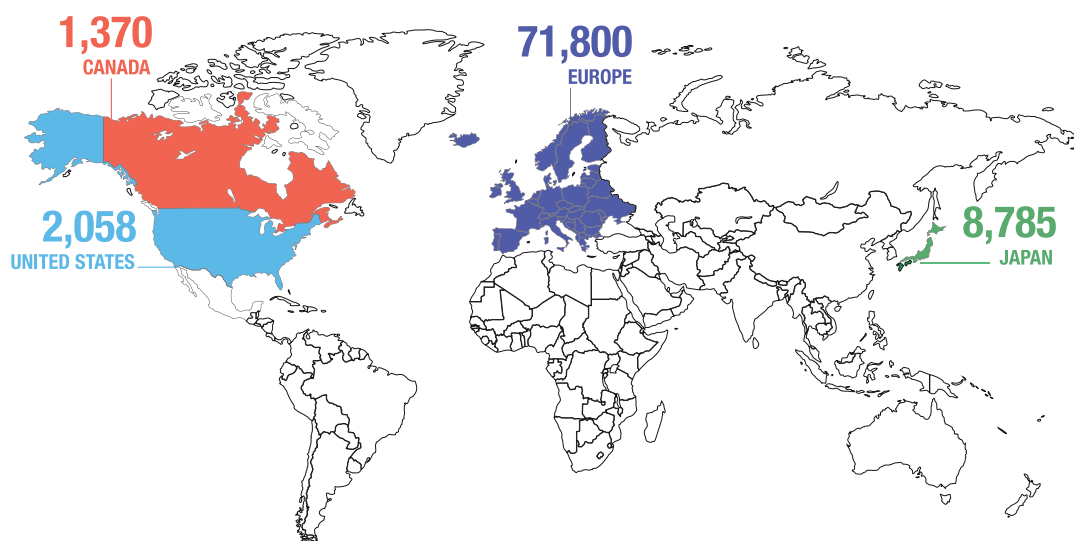 1,370
CANADA
71,800
EUROPE
2,058
UNITED STATES
8,785
JAPAN